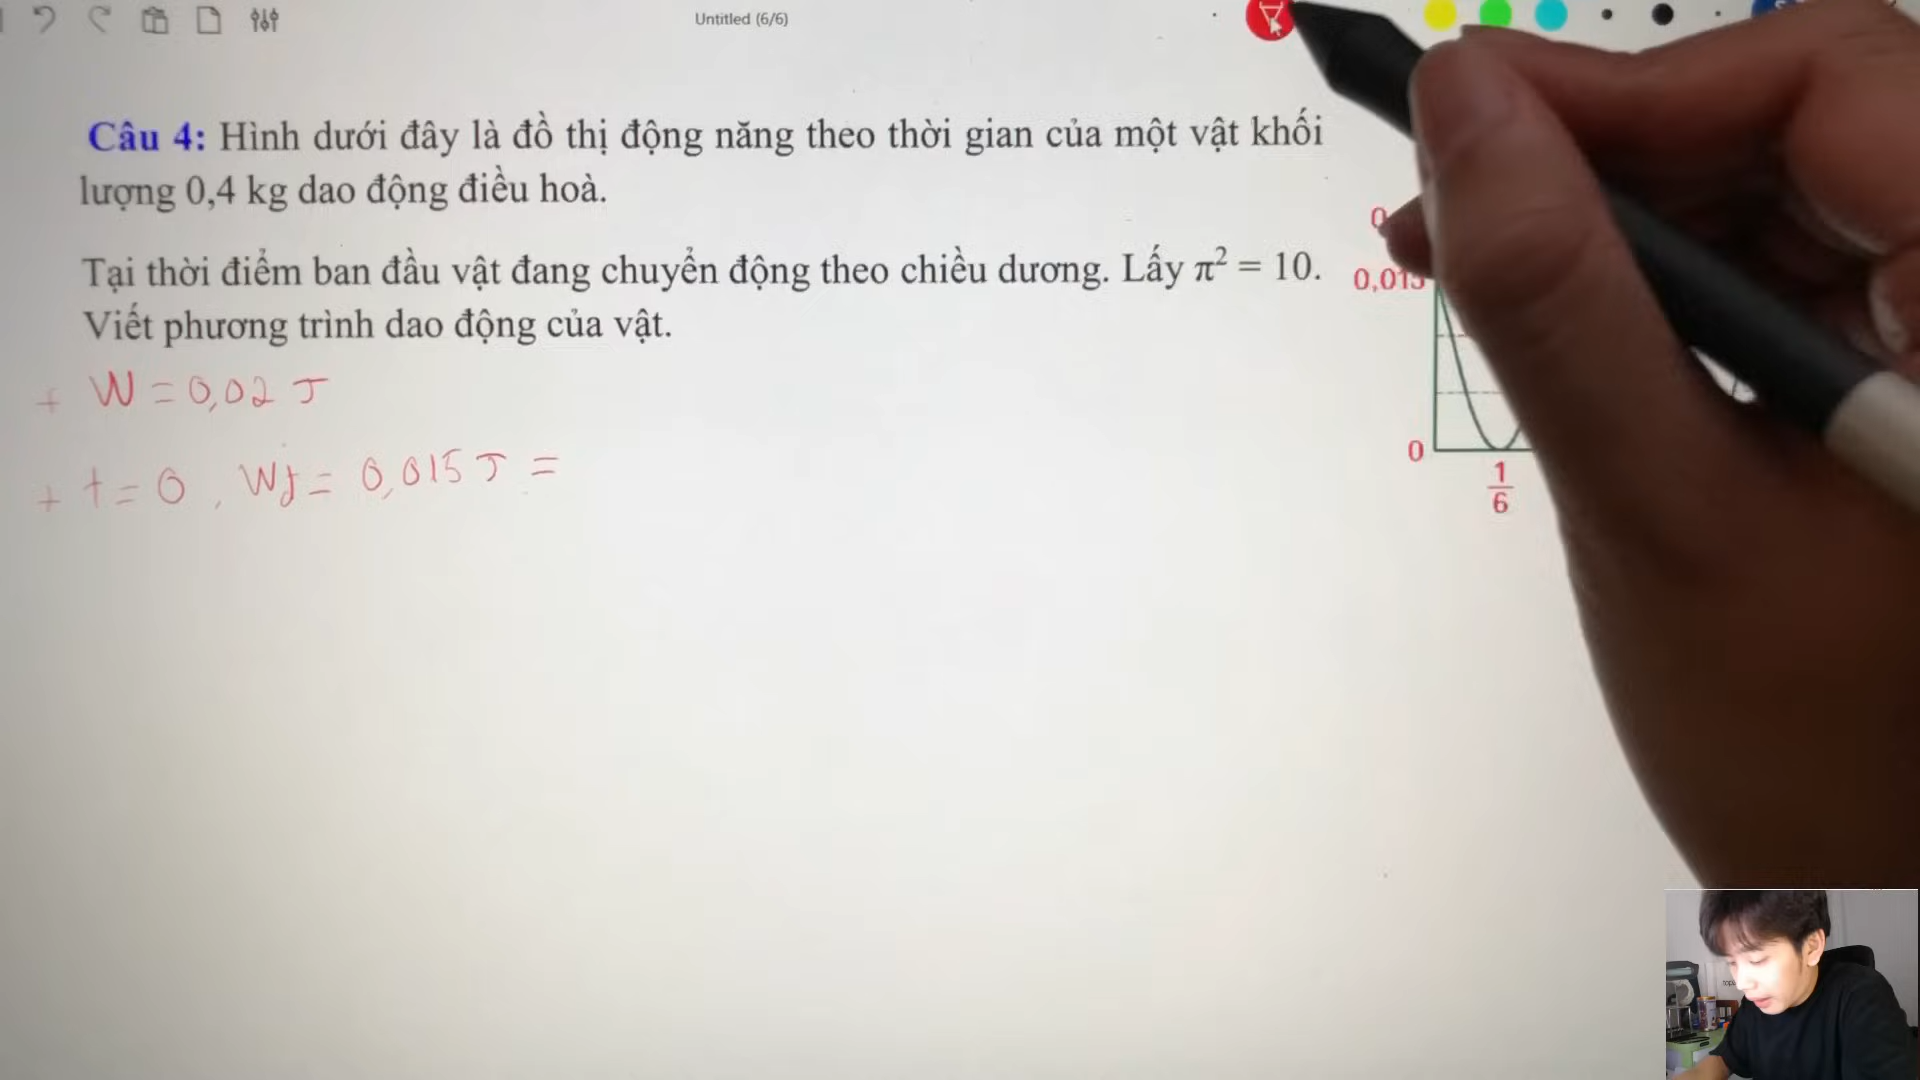 Untitled (6/6)
Câu 4: Hình dưới đây là đồ thị động năng theo thời gian của một vật khối
lượng 0,4 kg dao động điều hoà.
Tại thời điểm ban đầu vật đang chuyển động theo chiều dương. Lấy π² = 10.
Viết phương trình dao động của vật.
0,015
0
1
6
+ W = 0,02 J
+ t = 0, Wđ = 0,015 J =